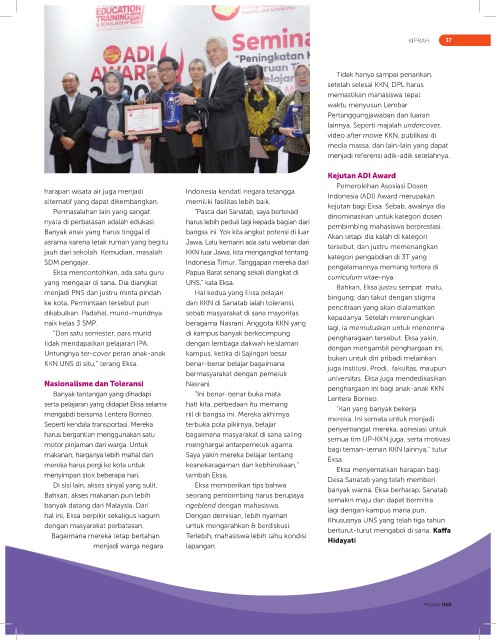 KIPRAH 37
EDUCATION
TRAINING
& SCHOLARSHIP
ADI
AWARD
Semina
"Peningkatan K
harapan wisata air juga menjadi
alternatif yang dapat dikembangkan.
Permasalahan lain yang sangat
nyata di perbatasan adalah edukasi.
Banyak anak yang harus tinggal di
asrama karena letak rumah yang begitu
jauh dari sekolah. Kemudian, masalah
SDM pengajar.
Eksa mencontohkan, ada satu guru
yang mengajar di sana. Dia diangkat
menjadi PNS dan justru minta pindah
ke kota. Permintaan tersebut pun
dikabulkan. Padahal, murid-muridnya
naik kelas 3 SMP.
"Dan satu semester, para murid
tidak mendapatkan pelajaran IPA.
Untungnya ter-cover peran anak-anak
KKN UNS di situ," terang Eksa.
Nasionalisme dan Toleransi
Banyak tantangan yang dihadapi
serta pelajaran yang didapat Eksa selama
mengabdi bersama Lentera Borneo.
Seperti kendala transportasi. Mereka
harus bergantian menggunakan satu
motor pinjaman dari warga. Untuk
makanan, harganya lebih mahal dan
mereka harus pergi ke kota untuk
menyimpan stok beberapa hari.
Di sisi lain, akses sinyal yang sulit.
Bahkan, akses makanan pun lebih
banyak datang dari Malaysia. Dari
hal ini, Eksa berpikir sekaligus kagum
dengan masyarakat perbatasan.
Bagaimana mereka tetap bertahan
menjadi warga negara
Indonesia kendati negara tetangga
memiliki fasilitas lebih baik.
"Pasca dari Sanatab, saya bertekad
harus lebih peduli lagi kepada bagian dari
bangsa ini. Yok kita angkat potensi di luar
Jawa. Lalu kemarin ada satu webinar dari
KKN luar Jawa, kita mengangkat tentang
Indonesia Timur. Tanggapan mereka dari
Papua Barat senang sekali diangkat di
UNS," kata Eksa.
Hal kedua yang Eksa pelajari
dari KKN di Sanatab ialah toleransi,
sebab masyarakat di sana mayoritas
beragama Nasrani. Anggota KKN yang
di kampus banyak berkecimpung
dengan lembaga dakwah keislaman
kampus, ketika di Sajingan besar
benar-benar belajar bagaimana
bermasyarakat dengan pemeluk
Nasrani.
"Ini benar-benar buka mata
hati kita, perbedaan itu memang
riil di bangsa ini. Mereka akhirnya
terbuka pola pikirnya, belajar
bagaimana masyarakat di sana saling
menghargai antarpemeluk agama.
Saya yakin mereka belajar tentang
keanekaragaman dan kebhinekaan,"
tambah Eksa.
Eksa memberikan tips bahwa
seorang pembimbing harus berupaya
ngeblend dengan mahasiswa.
Dengan demikian, lebih nyaman
untuk mengarahkan & berdiskusi.
Terlebih, mahasiswa lebih tahu kondisi
lapangan.
Tidak hanya sampai penarikan,
setelah selesai KKN, DPL harus
memastikan mahasiswa tepat
waktu menyusun Lembar
Pertanggungjawaban dan luaran
lainnya. Seperti majalah undercover,
video after movie KKN, publikasi di
media massa, dan lain-lain yang dapat
menjadi referensi adik-adik setelahnya.
Kejutan ADI Award
Pemerolehan Asosiasi Dosen
Indonesia (ADI) Award merupakan
kejutan bagi Eksa. Sebab, awalnya dia
dinominasikan untuk kategori dosen
pembimbing mahasiswa berprestasi.
Akan tetapi dia kalah di kategori
tersebut, dan justru memenangkan
kategori pengabdian di 3T yang
pengalamannya memang tertera di
curriculum vitae-nya.
Bahkan, Eksa justru sempat malu,
bingung, dan takut dengan stigma
pencitraan yang akan dialamatkan
kepadanya. Setelah merenungkan
lagi, ia memutuskan untuk menerima
penghargaan tersebut. Eksa yakin,
dengan mengambil penghargaan ini,
bukan untuk diri pribadi melainkan
juga institusi, Prodi, fakultas, maupun
universitas. Eksa juga mendedikasikan
penghargaan ini bagi anak-anak KKN
Lentera Borneo.
"Kan yang banyak bekerja
mereka. Ini semata untuk menjadi
penyemangat mereka, apresiasi untuk
semua tim UP-KKN juga, serta motivasi
bagi teman-teman KKN lainnya," tutur
Eksa.
Eksa menyematkan harapan bagi
Desa Sanatab yang telah memberi
banyak warna. Eksa berharap, Sanatab
semakin maju dan dapat bermitra
lagi dengan kampus mana pun.
Khususnya UNS yang telah tiga tahun
berturut-turut mengabdi di sana. Kaffa
Hidayati
Majalah UNS